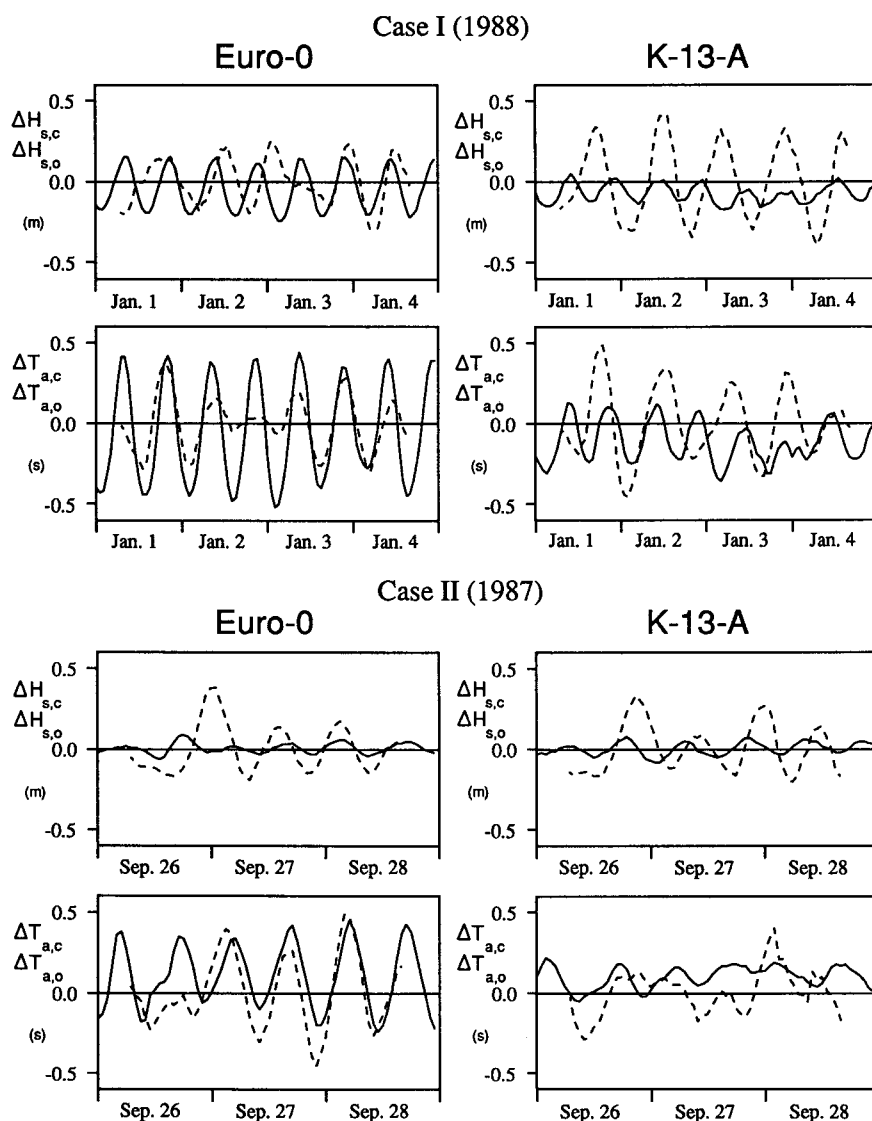 Case I (1988)
Euro-0
K-13-A
0.5
ΔH s,c
ΔH s,o
0.0
(m)
-0.5
Jan. 1 Jan. 2 Jan. 3 Jan. 4
0.5
ΔH s,c
ΔH s,o
0.0
(m)
-0.5
Jan. 1 Jan. 2 Jan. 3 Jan. 4
0.5
ΔT a,c
ΔT a,o
0.0
(s)
-0.5
Jan. 1 Jan. 2 Jan. 3 Jan. 4
0.5
ΔT a,c
ΔT a,o
0.0
(s)
-0.5
Jan. 1 Jan. 2 Jan. 3 Jan. 4
Case II (1987)
Euro-0
K-13-A
0.5
ΔH s,c
ΔH s,o
0.0
(m)
-0.5
Sep. 26 Sep. 27 Sep. 28
0.5
ΔH s,c
ΔH s,o
0.0
(m)
-0.5
Sep. 26 Sep. 27 Sep. 28
0.5
ΔT a,c
ΔT a,o
0.0
(s)
-0.5
Sep. 26 Sep. 27 Sep. 28
0.5
ΔT a,c
ΔT a,o
0.0
(s)
-0.5
Sep. 26 Sep. 27 Sep. 28